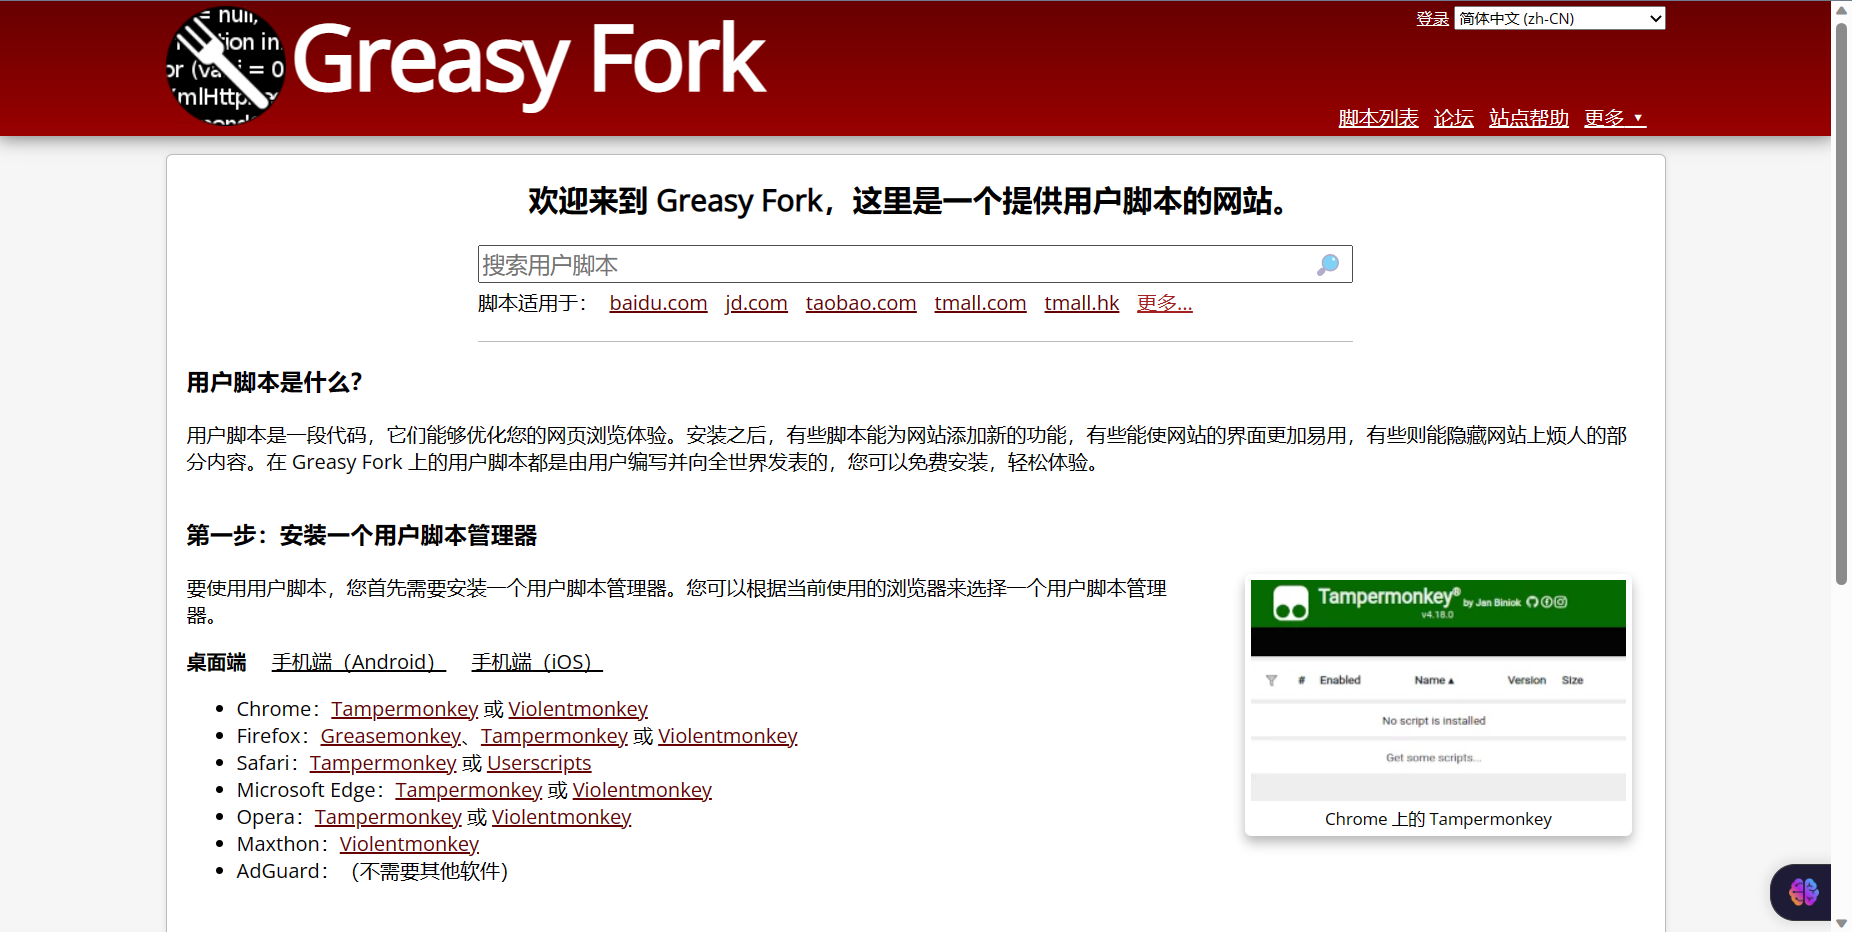 = null,
ction in
or (va i = 0
mlHttp
Greasy Fork
登录 简体中文 (zh-CN)
脚本列表 论坛 站点帮助 更多 ▼
欢迎来到 Greasy Fork，这里是一个提供用户脚本的网站。
搜索用户脚本
脚本适用于： baidu.com jd.com taobao.com tmall.com tmall.hk 更多...
用户脚本是什么？
用户脚本是一段代码，它们能够优化您的网页浏览体验。安装之后，有些脚本能为网站添加新的功能，有些能使网站的界面更加易用，有些则能隐藏网站上烦人的部
分内容。在 Greasy Fork 上的用户脚本都是由用户编写并向全世界发表的，您可以免费安装，轻松体验。
第一步：安装一个用户脚本管理器
要使用用户脚本，您首先需要安装一个用户脚本管理器。您可以根据当前使用的浏览器来选择一个用户脚本管理
器。
桌面端 手机端（Android） 手机端（iOS）
Chrome：Tampermonkey 或 Violentmonkey
Firefox：Greasemonkey、Tampermonkey 或 Violentmonkey
Safari：Tampermonkey 或 Userscripts
Microsoft Edge：Tampermonkey 或 Violentmonkey
Opera：Tampermonkey 或 Violentmonkey
Maxthon：Violentmonkey
AdGuard：（不需要其他软件）
Tampermonkey® by Jan Biniok
v4.18.0
# Enabled Name ▲ Version Size
No script is installed
Get some scripts...
Chrome 上的 Tampermonkey